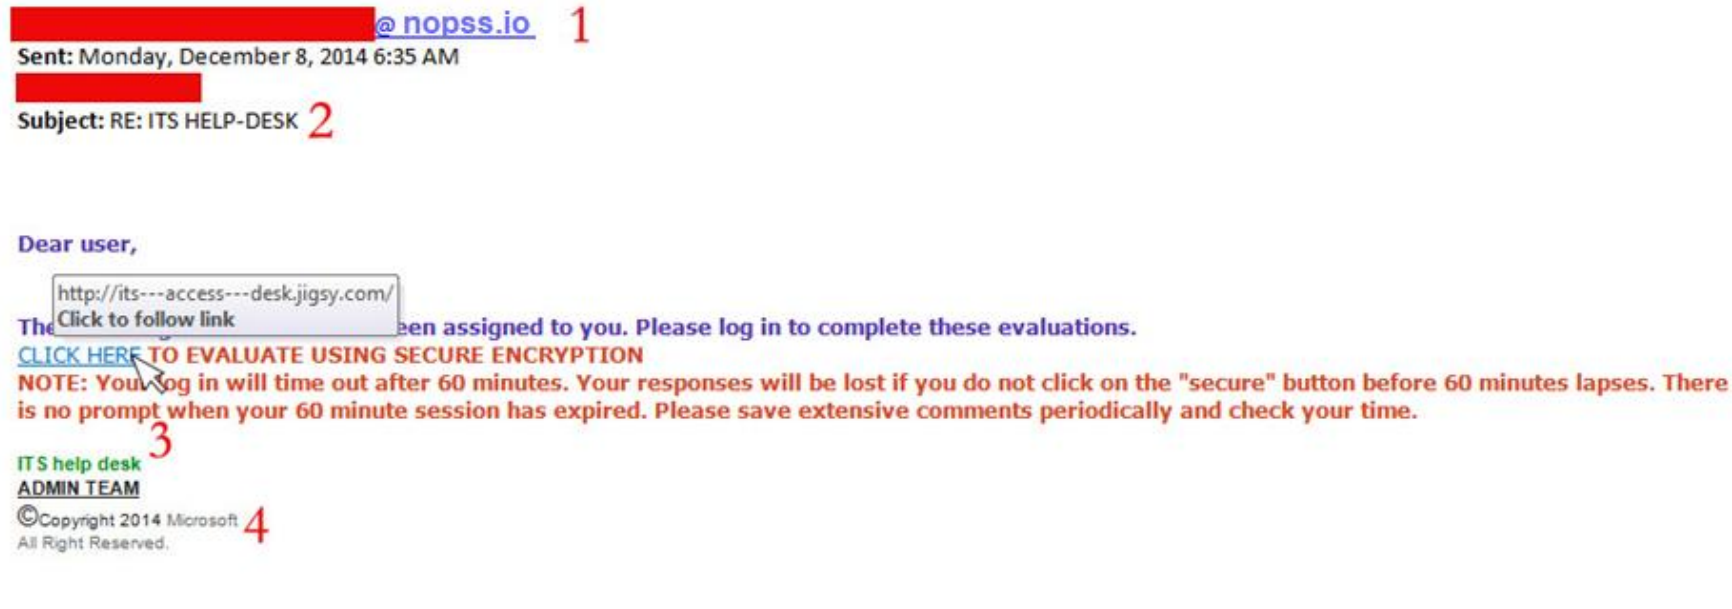 @ nopss.io 1
Sent: Monday, December 8, 2014 6:35 AM
Subject: RE: ITS HELP-DESK 2
Dear user,
http://its---access---desk.jigsy.com/
Click to follow link
The een assigned to you. Please log in to complete these evaluations.
CLICK HERE TO EVALUATE USING SECURE ENCRYPTION
NOTE: Your log in will time out after 60 minutes. Your responses will be lost if you do not click on the "secure" button before 60 minutes lapses. There
is no prompt when your 60 minute session has expired. Please save extensive comments periodically and check your time.
3
ITS help desk
ADMIN TEAM
©Copyright 2014 Microsoft 4
All Right Reserved.